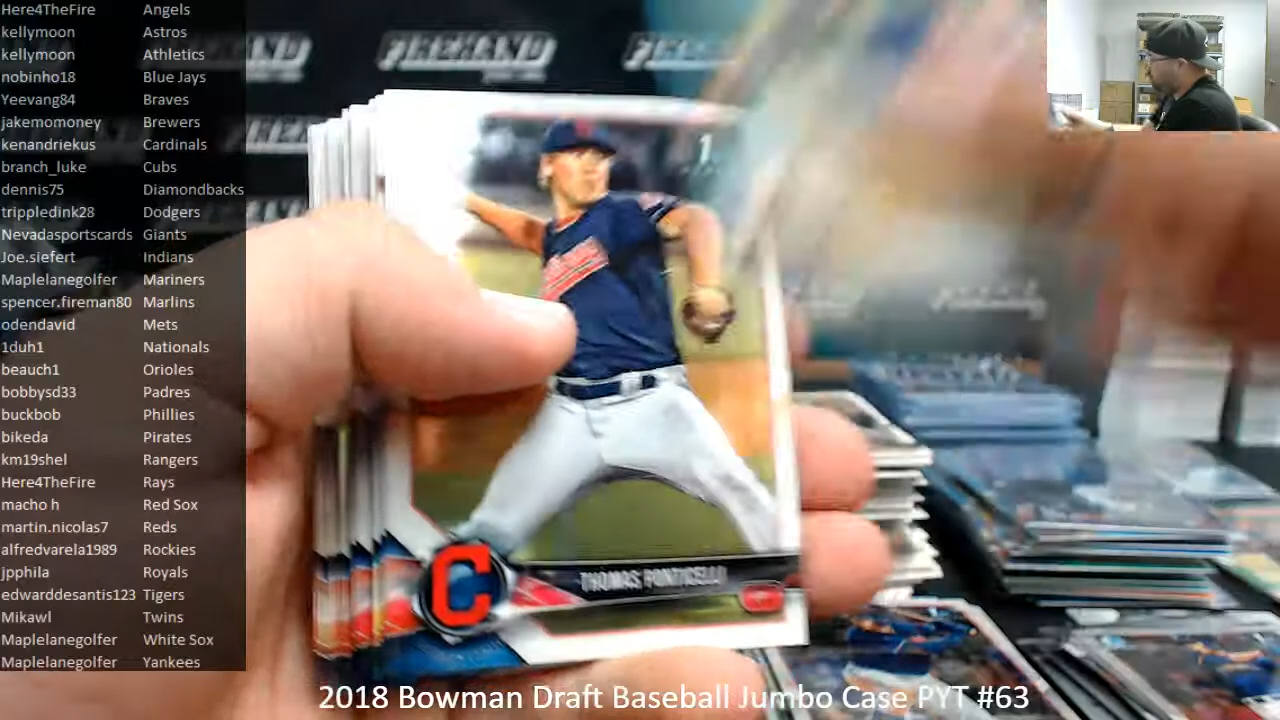 Here4TheFire Angels
kellymoon Astros
kellymoon Athletics
nobinho18 Blue Jays
Yeevang84 Braves
jakemomoney Brewers
kenandriekus Cardinals
branch_luke Cubs
dennis75 Diamondbacks
trippledink28 Dodgers
Nevadasportscards Giants
Joe.siefert Indians
Maplelanegolfer Mariners
spencer.fireman80 Marlins
odendavid Mets
1duh1 Nationals
beauch1 Orioles
bobbysd33 Padres
buckbob Phillies
bikeda Pirates
km19shel Rangers
Here4TheFire Rays
macho h Red Sox
martin.nicolas7 Reds
alfredvarela1989 Rockies
jpphila Royals
edwarddesantis123 Tigers
Mikawl Twins
Maplelanegolfer White Sox
Maplelanegolfer Yankees
FIREHAND
C
THOMAS PONTICELLI
2018 Bowman Draft Baseball Jumbo Case PYT #63